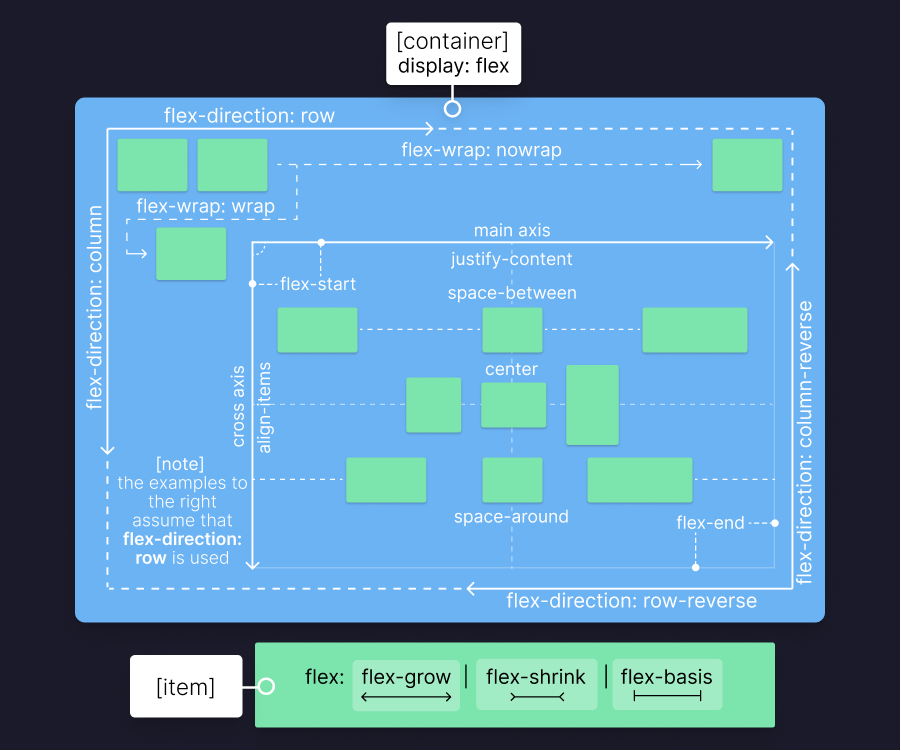 [container]
display: flex
flex-direction: row
flex-wrap: nowrap
flex-wrap: wrap
flex-direction: column
main axis
justify-content
flex-start
space-between
center
cross axis
align-items
[note]
the examples to
the right
assume that
flex-direction:
row is used
space-around
flex-end
flex-direction: column-reverse
flex-direction: row-reverse
[item]
flex: flex-grow | flex-shrink | flex-basis